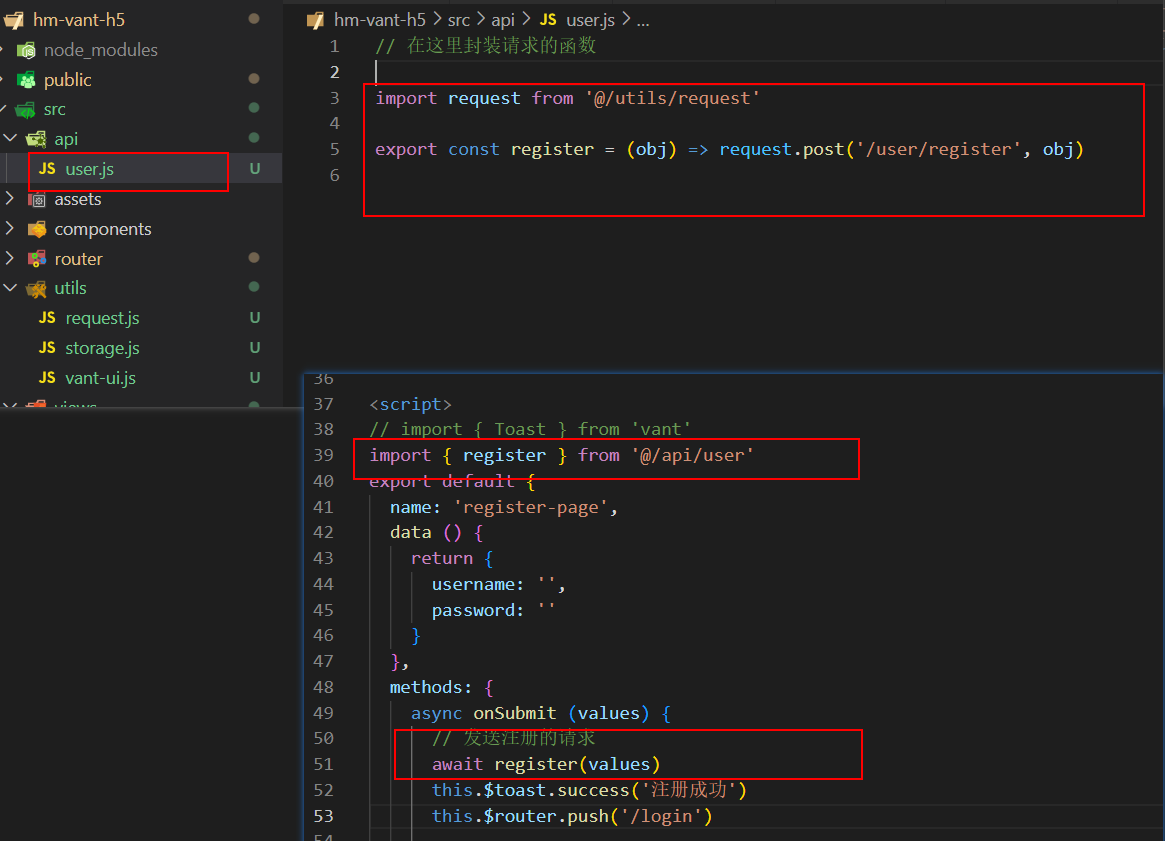 hm-vant-h5
node_modules
public
src
api
JS user.js U
assets
components
router
utils
JS request.js U
JS storage.js U
JS vant-ui.js U
views
hm-vant-h5 > src > api > JS user.js > ...
1 // 在这里封装请求的函数
2
3 import request from '@/utils/request'
4
5 export const register = (obj) => request.post('/user/register', obj)
6
36
37 <script>
38 // import { Toast } from 'vant'
39 import { register } from '@/api/user'
40 export default {
41 name: 'register-page',
42 data () {
43 return {
44 username: '',
45 password: ''
46 }
47 },
48 methods: {
49 async onSubmit (values) {
50 // 发送注册的请求
51 await register(values)
52 this.$toast.success('注册成功')
53 this.$router.push('/login')
54